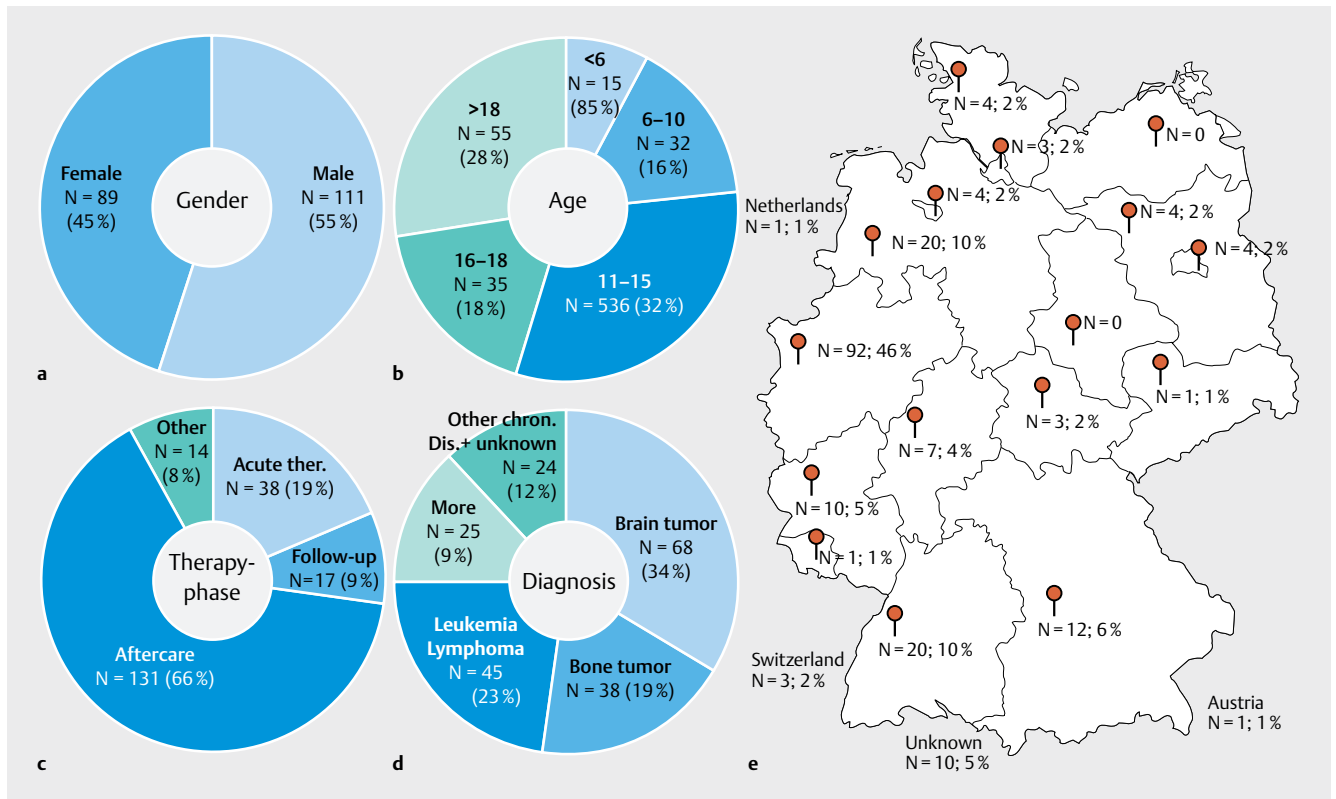 Gender
Male
N = 111
(55 %)
Female
N = 89
(45 %)
a
Age
<6
N = 15
(85 %)
6–10
N = 32
(16 %)
11–15
N = 536 (32 %)
16–18
N = 35
(18 %)
>18
N = 55
(28 %)
b
Therapy-
phase
Acute ther.
N = 38 (19 %)
Follow-up
N=17 (9 %)
Aftercare
N = 131 (66 %)
Other
N = 14
(8 %)
c
Diagnosis
Brain tumor
N = 68
(34 %)
Bone tumor
N = 38 (19 %)
Leukemia
Lymphoma
N = 45
(23 %)
More
N = 25
(9 %)
Other chron.
Dis.+ unknown
N = 24
(12 %)
d
N = 4; 2 %
N = 3; 2 %
N = 0
N = 4; 2 %
Netherlands
N = 1; 1 %
N = 4; 2 %
N = 20; 10 %
N = 4; 2 %
N = 0
N = 92; 46 %
N = 1; 1 %
N = 3; 2 %
N = 7; 4 %
N = 10; 5 %
N = 1; 1 %
N = 12; 6 %
N = 20; 10 %
Switzerland
N = 3; 2 %
Austria
N = 1; 1 %
Unknown
N = 10; 5 %
e